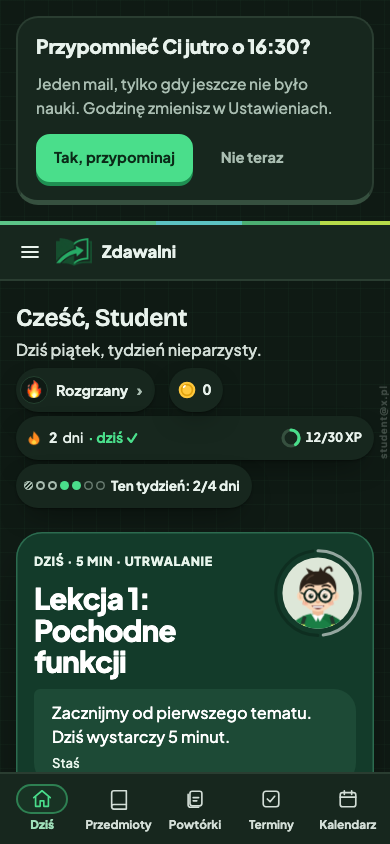 Przypomnieć Ci jutro o 16:30?
Jeden mail, tylko gdy jeszcze nie było
nauki. Godzinę zmienisz w Ustawieniach.
Tak, przypominaj
Nie teraz
Zdawalni
Cześć, Student
Dziś piątek, tydzień nieparzysty.
Rozgrzany ›
0
2 dni · dziś ✓
12/30 XP
Ten tydzień: 2/4 dni
student@x.pl
DZIŚ · 5 MIN · UTRWALANIE
Lekcja 1:
Pochodne
funkcji
Zacznijmy od pierwszego tematu.
Dziś wystarczy 5 minut.
Staś
Dziś
Przedmioty
Powtórki
Terminy
Kalendarz